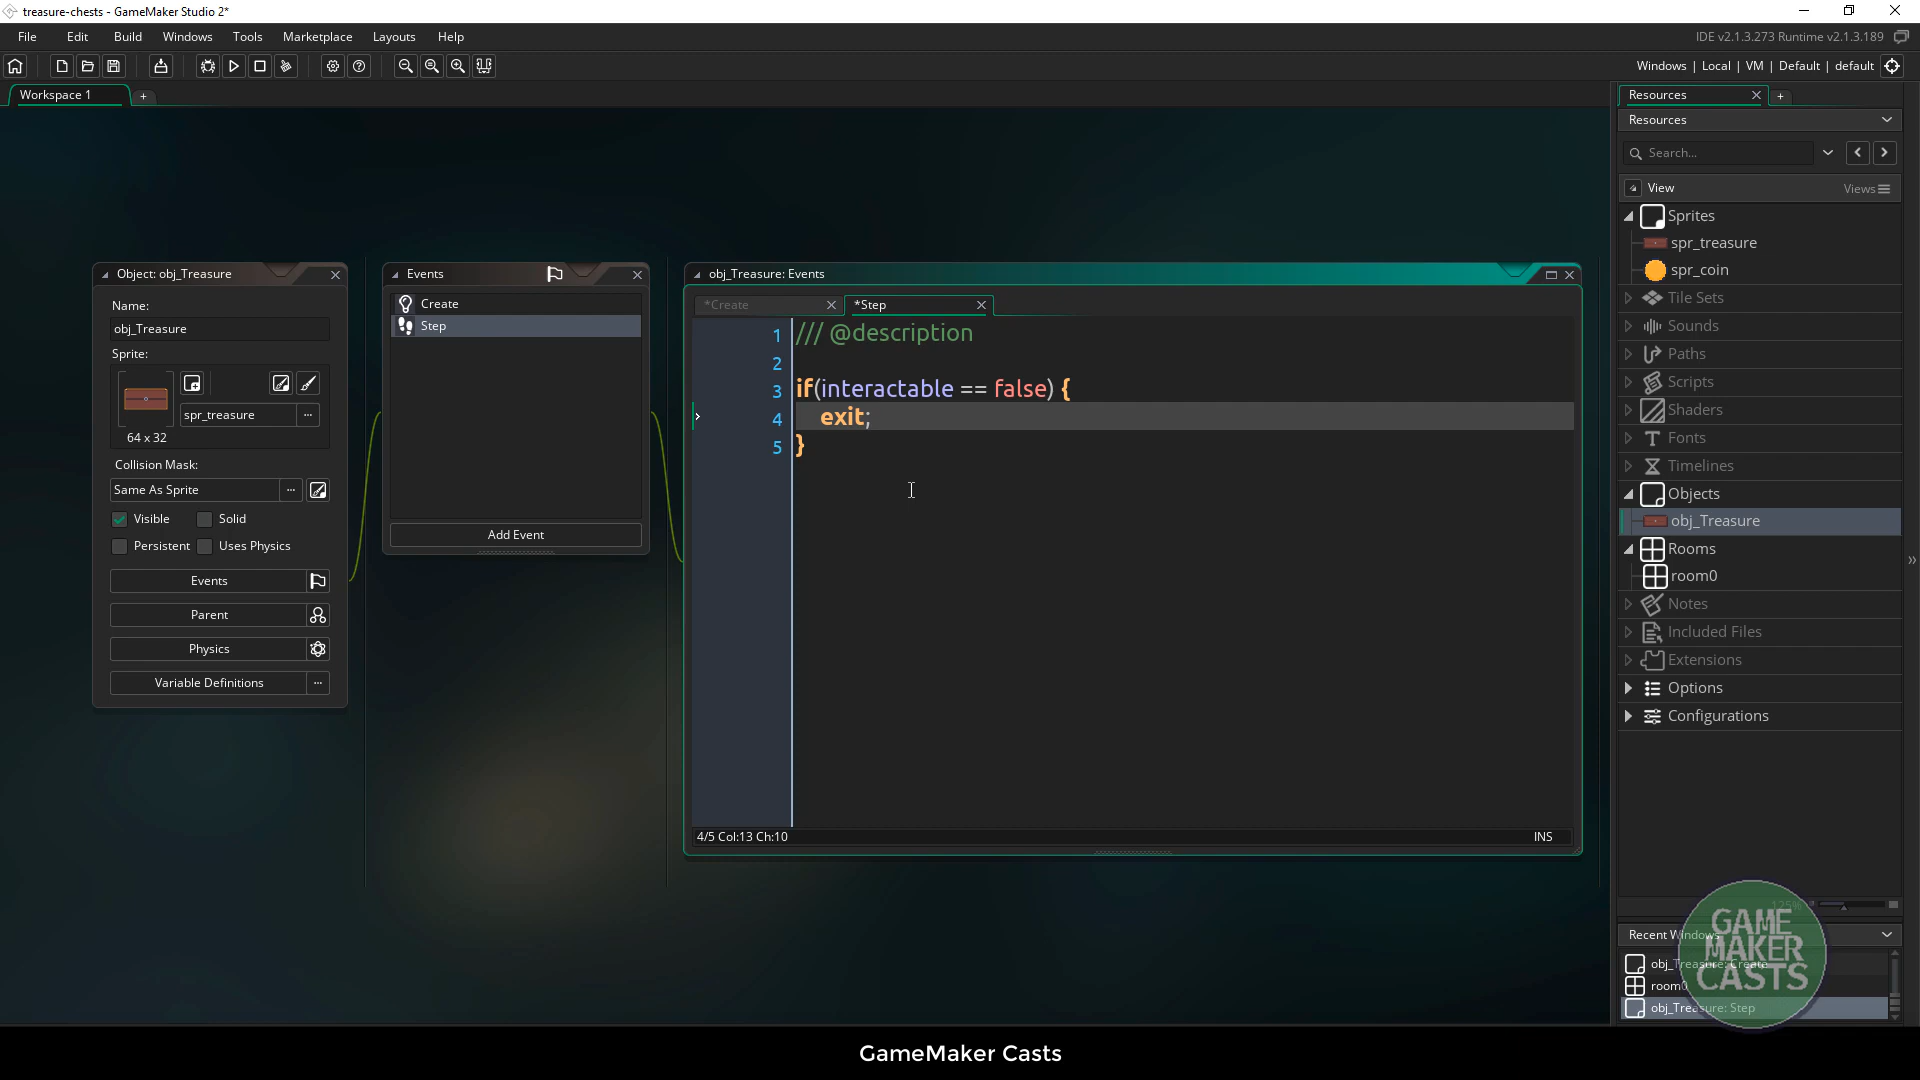 treasure-chests - GameMaker Studio 2*
File Edit Build Windows Tools Marketplace Layouts Help
IDE v2.1.3.273 Runtime v2.1.3.189
Windows | Local | VM | Default | default
Workspace 1
Resources
Resources
Search...
View Views
Sprites
spr_treasure
spr_coin
Tile Sets
Sounds
Paths
Scripts
Shaders
Fonts
Timelines
Objects
obj_Treasure
Rooms
room0
Notes
Included Files
Extensions
Options
Configurations
Object: obj_Treasure
Name:
obj_Treasure
Sprite:
spr_treasure
64 x 32
Collision Mask:
Same As Sprite
Visible Solid
Persistent Uses Physics
Events
Parent
Physics
Variable Definitions
Events
Create
Step
Add Event
obj_Treasure: Events
*Create *Step
1 /// @description
2
3 if(interactable == false) {
4 exit;
5 }
4/5 Col:13 Ch:10 INS
125%
Recent Windows
obj_Treasure: Create
room0
obj_Treasure: Step
GAME
MAKER
CASTS
GameMaker Casts